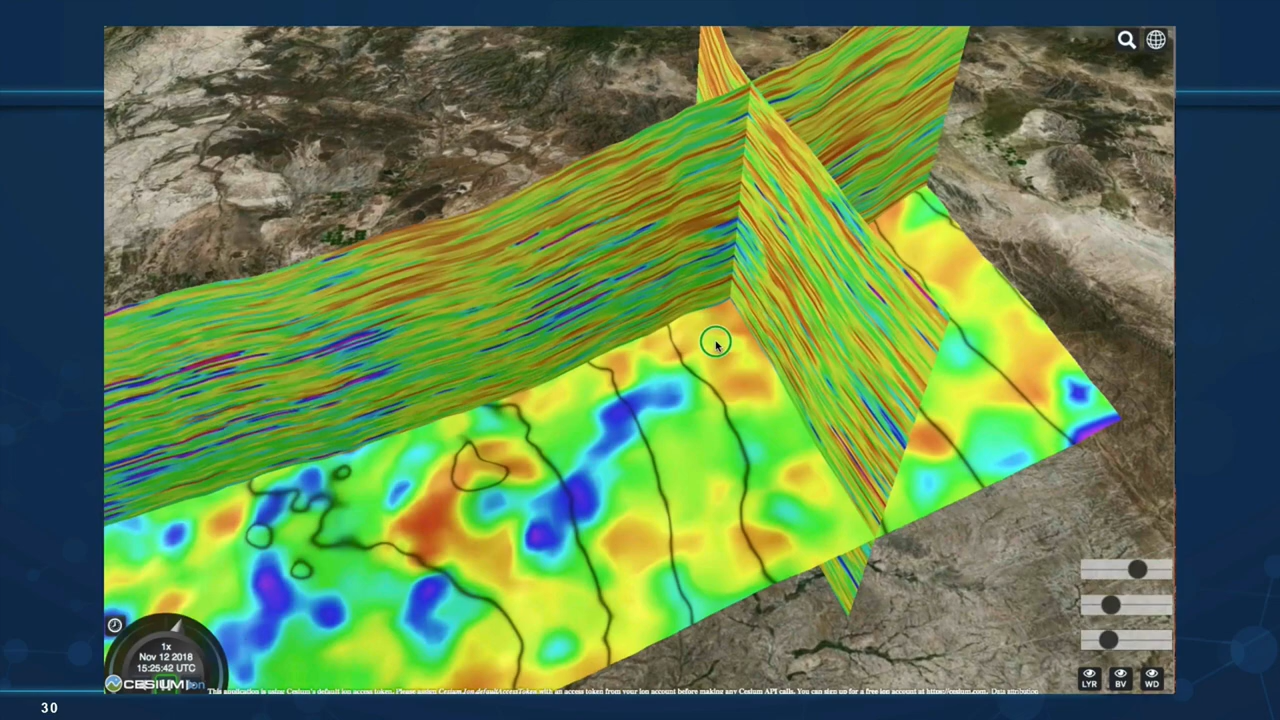 1x
Nov 12 2018
15:25:42 UTC
CESIUM ion
This application is using Cesium's default ion access token. Please assign Cesium.Ion.defaultAccessToken with an access token from your ion account before making any Cesium API calls. You can sign up for a free ion account at https://cesium.com. Data attribution
LYR
BV
WD
30